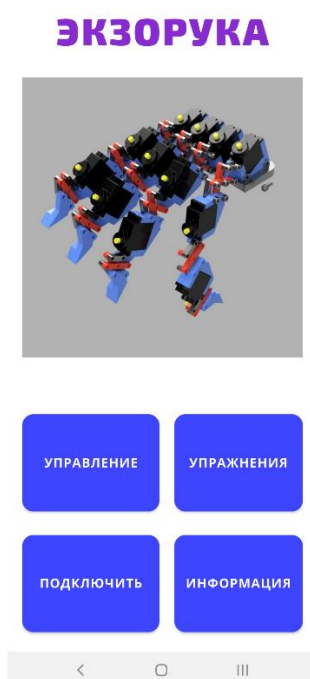 ЭКЗОРУКА
УПРАВЛЕНИЕ
УПРАЖНЕНИЯ
ПОДКЛЮЧИТЬ
ИНФОРМАЦИЯ